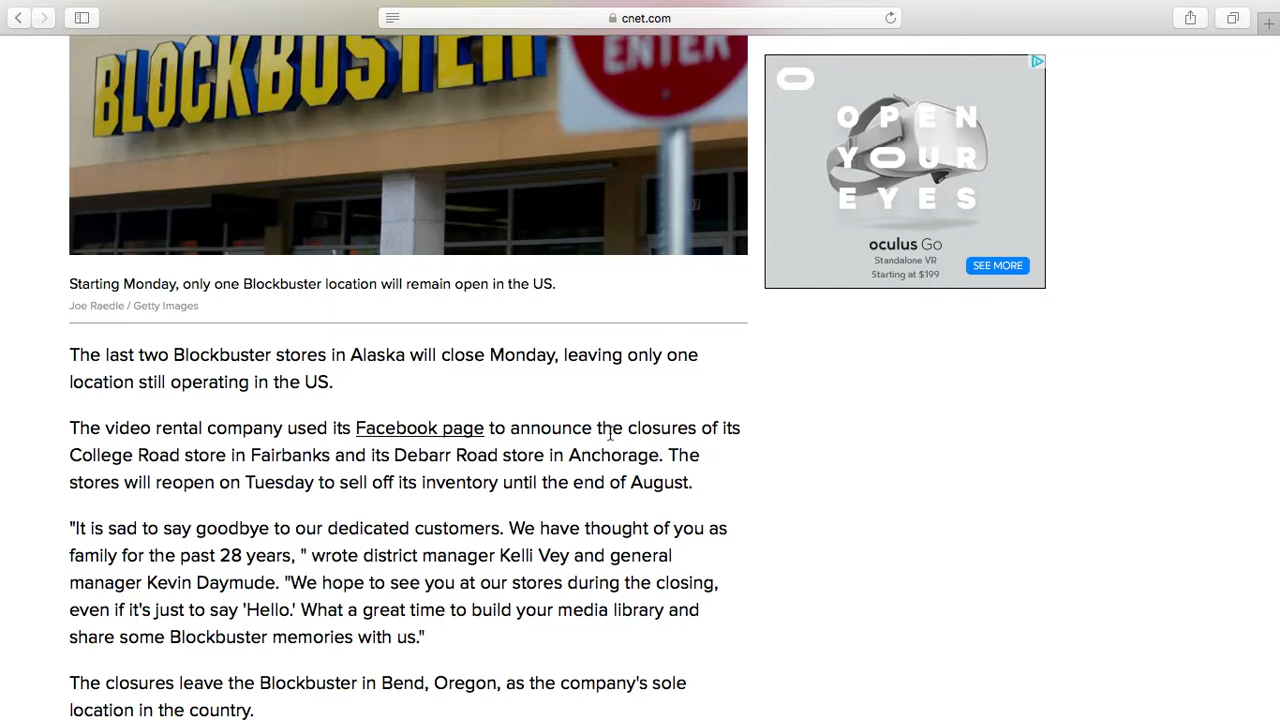 cnet.com
BLOCKBUSTER
ENTER
Starting Monday, only one Blockbuster location will remain open in the US.
Joe Raedle / Getty Images
The last two Blockbuster stores in Alaska will close Monday, leaving only one
location still operating in the US.
The video rental company used its Facebook page to announce the closures of its
College Road store in Fairbanks and its Debarr Road store in Anchorage. The
stores will reopen on Tuesday to sell off its inventory until the end of August.
"It is sad to say goodbye to our dedicated customers. We have thought of you as
family for the past 28 years, " wrote district manager Kelli Vey and general
manager Kevin Daymude. "We hope to see you at our stores during the closing,
even if it's just to say 'Hello.' What a great time to build your media library and
share some Blockbuster memories with us."
The closures leave the Blockbuster in Bend, Oregon, as the company's sole
location in the country.
OPEN
YOUR
EYES
oculus Go
Standalone VR
Starting at $199
SEE MORE